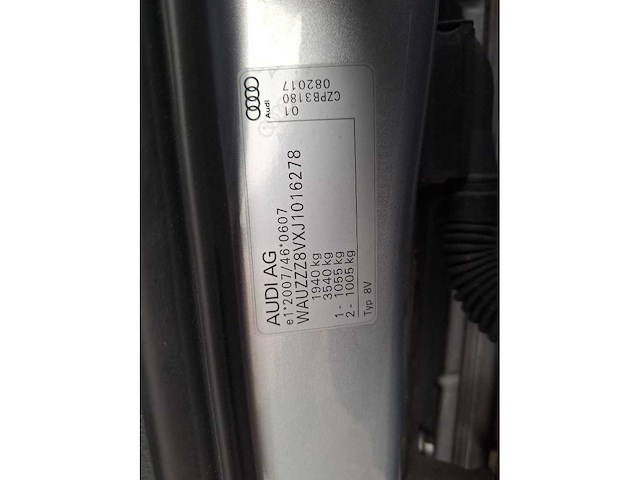 AUDI AG
e1*2007/46*0607
WAUZZZ8VXJ1016278
1940 kg
3540 kg
1 - 1055 kg
2 - 1005 kg
Typ 8V
Audi
01
CZPB3180
082017